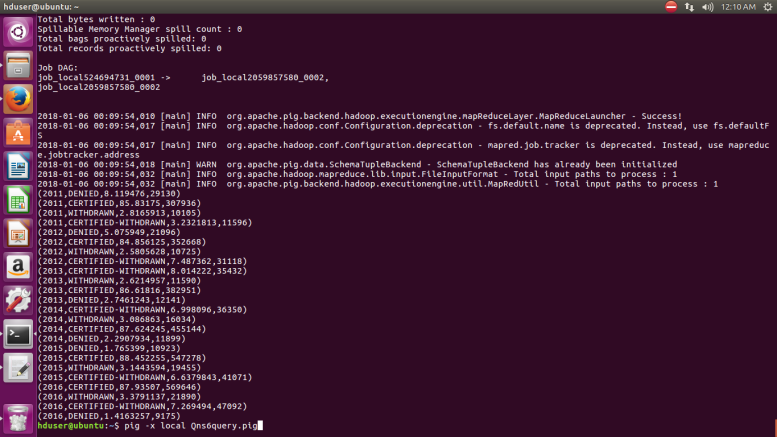 hduser@ubuntu: ~
12:10 AM
Total bytes written : 0
Spillable Memory Manager spill count : 0
Total bags proactively spilled: 0
Total records proactively spilled: 0
Job DAG:
job_local524694731_0001 -> job_local2059857580_0002,
job_local2059857580_0002
2018-01-06 00:09:54,010 [main] INFO org.apache.pig.backend.hadoop.executionengine.mapReduceLayer.MapReduceLauncher - Success!
2018-01-06 00:09:54,017 [main] INFO org.apache.hadoop.conf.Configuration.deprecation - fs.default.name is deprecated. Instead, use fs.defaultF
S
2018-01-06 00:09:54,017 [main] INFO org.apache.hadoop.conf.Configuration.deprecation - mapred.job.tracker is deprecated. Instead, use mapreduc
e.jobtracker.address
2018-01-06 00:09:54,018 [main] WARN org.apache.pig.data.SchemaTupleBackend - SchemaTupleBackend has already been initialized
2018-01-06 00:09:54,032 [main] INFO org.apache.hadoop.mapreduce.lib.input.FileInputFormat - Total input paths to process : 1
2018-01-06 00:09:54,032 [main] INFO org.apache.pig.backend.hadoop.executionengine.util.MapRedUtil - Total input paths to process : 1
(2011,DENIED,8.119476,29130)
(2011,CERTIFIED,85.83175,307936)
(2011,WITHDRAWN,2.8165913,10105)
(2011,CERTIFIED-WITHDRAWN,3.2321813,11596)
(2012,DENIED,5.075949,21096)
(2012,CERTIFIED,84.856125,352668)
(2012,WITHDRAWN,2.5805628,10725)
(2012,CERTIFIED-WITHDRAWN,7.487362,31118)
(2013,CERTIFIED-WITHDRAWN,8.014222,35432)
(2013,WITHDRAWN,2.6214957,11590)
(2013,CERTIFIED,86.61816,382951)
(2013,DENIED,2.7461243,12141)
(2014,CERTIFIED-WITHDRAWN,6.998096,36350)
(2014,WITHDRAWN,3.086863,16034)
(2014,CERTIFIED,87.624245,455144)
(2014,DENIED,2.2907934,11899)
(2015,DENIED,1.765399,10923)
(2015,CERTIFIED,88.452255,547278)
(2015,WITHDRAWN,3.1443594,19455)
(2015,CERTIFIED-WITHDRAWN,6.6379843,41071)
(2016,CERTIFIED,87.93507,569646)
(2016,WITHDRAWN,3.3791137,21890)
(2016,CERTIFIED-WITHDRAWN,7.269494,47092)
(2016,DENIED,1.4163257,9175)
hduser@ubuntu:~$ pig -x local Qns6query.pig